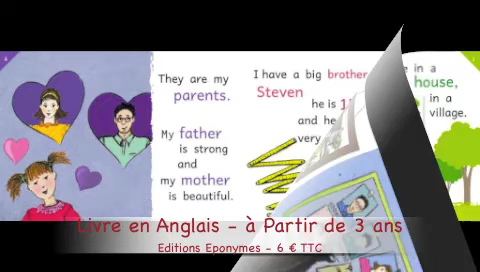 They are my
parents.
My father
is strong
and
my mother
is beautiful.
I have a big brother
Steven
he is
and he
very
in a
house,
in a
village.
Livre en Anglais - à Partir de 3 ans
Editions Eponymes - 6 € TTC